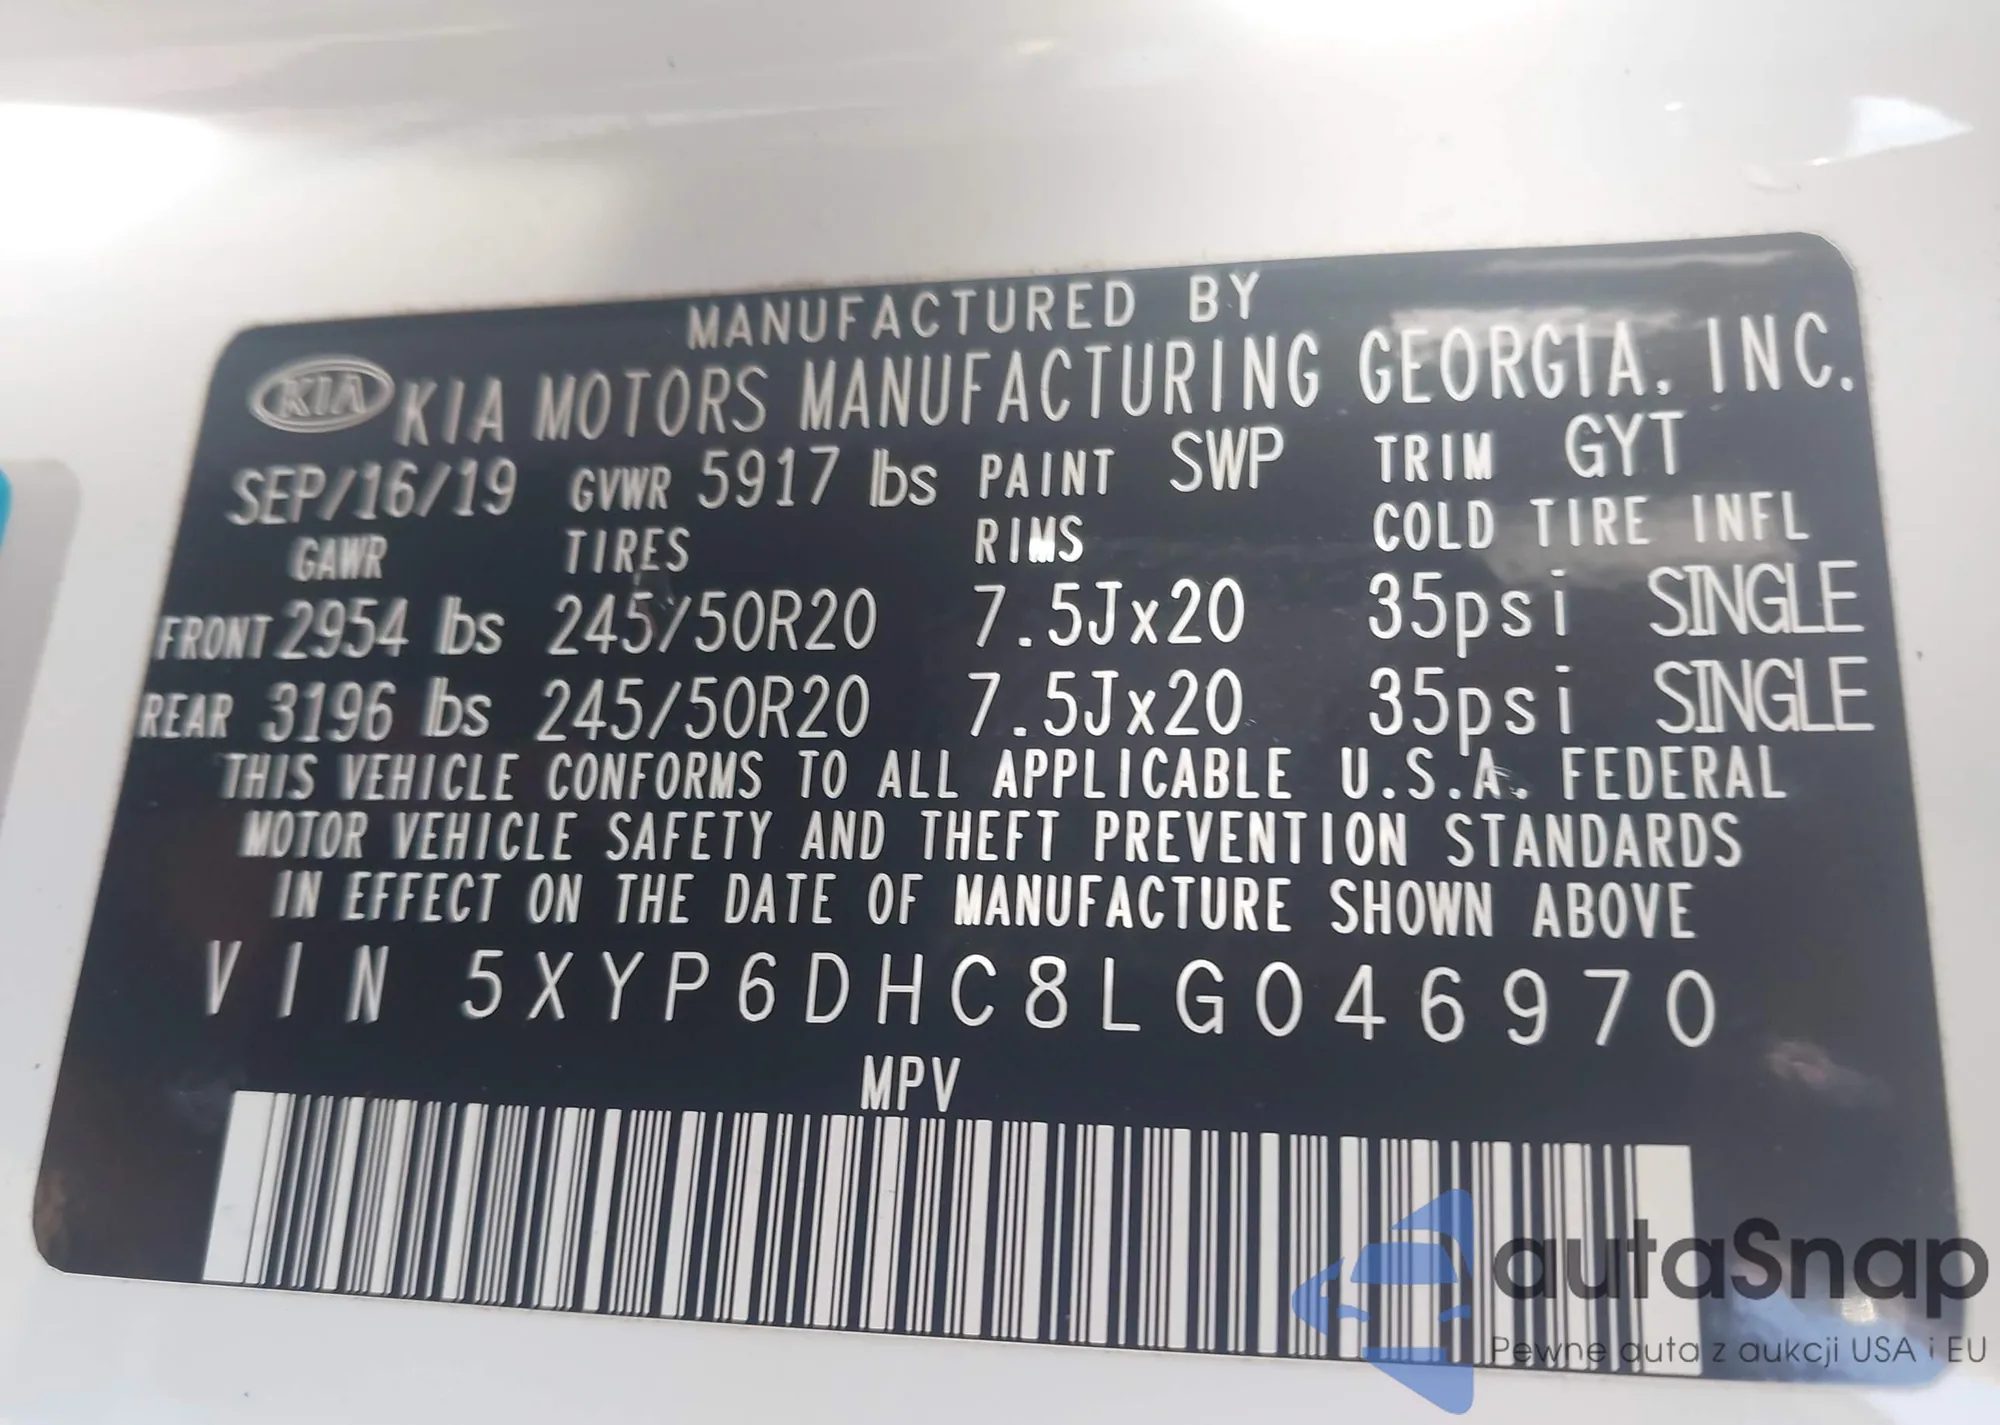 MANUFACTURED BY
KIA KIA MOTORS MANUFACTURING GEORGIA, INC.
SEP/16/19 GVWR 5917 lbs PAINT SWP TRIM GYT
GAWR TIRES RIMS COLD TIRE INFL
FRONT 2954 lbs 245/50R20 7.5Jx20 35psi SINGLE
REAR 3196 lbs 245/50R20 7.5Jx20 35psi SINGLE
THIS VEHICLE CONFORMS TO ALL APPLICABLE U.S.A. FEDERAL
MOTOR VEHICLE SAFETY AND THEFT PREVENTION STANDARDS
IN EFFECT ON THE DATE OF MANUFACTURE SHOWN ABOVE
VIN 5XYP6DHC8LG046970
MPV
autaSnap
Pewne auta z aukcji USA i EU